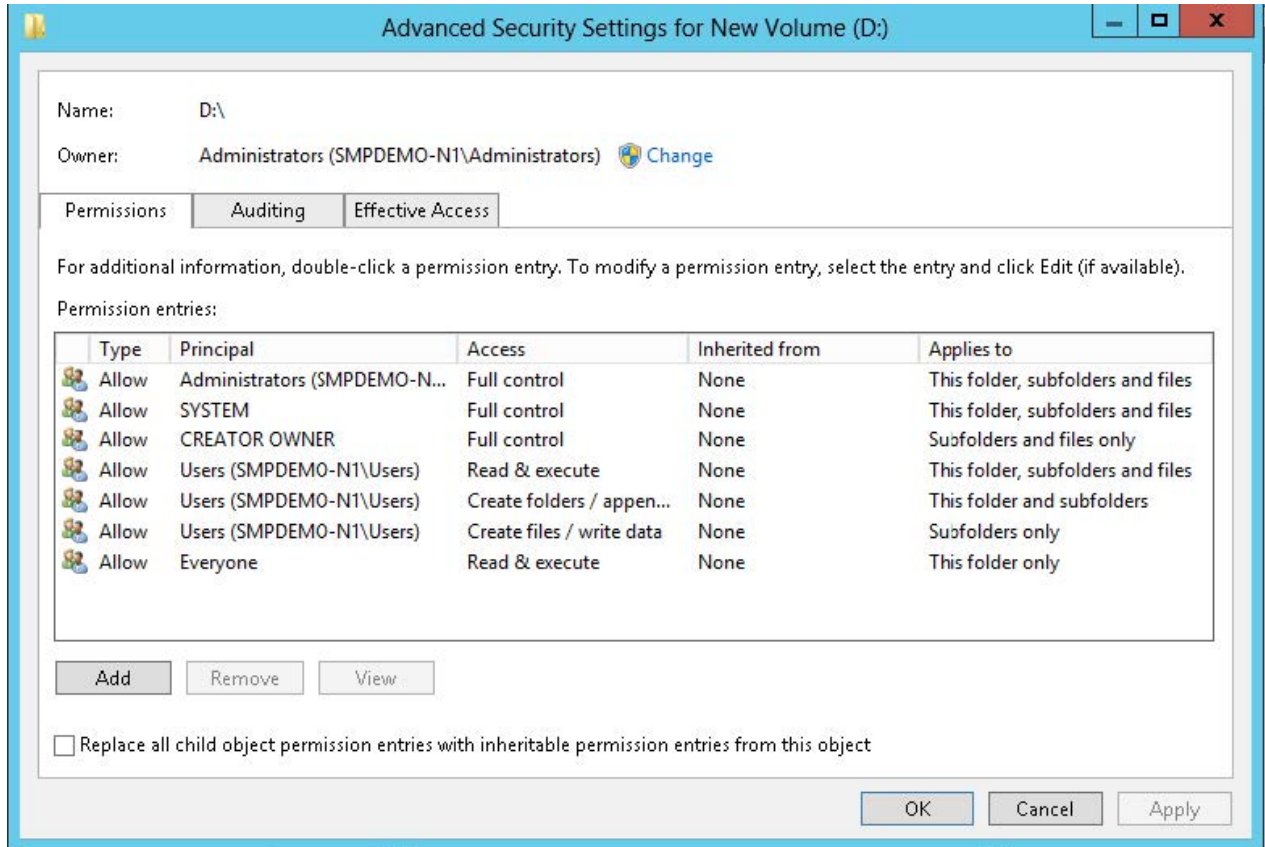 Advanced Security Settings for New Volume (D:)
Name: D:\
Owner: Administrators (SMPDEMO-N1\Administrators) Change
Permissions Auditing Effective Access
For additional information, double-click a permission entry. To modify a permission entry, select the entry and click Edit (if available).
Permission entries:
Type Principal Access Inherited from Applies to
Allow Administrators (SMPDEMO-N... Full control None This folder, subfolders and files
Allow SYSTEM Full control None This folder, subfolders and files
Allow CREATOR OWNER Full control None Subfolders and files only
Allow Users (SMPDEMO-N1\Users) Read & execute None This folder, subfolders and files
Allow Users (SMPDEMO-N1\Users) Create folders / appen... None This folder and subfolders
Allow Users (SMPDEMO-N1\Users) Create files / write data None Subfolders only
Allow Everyone Read & execute None This folder only
Add Remove View
Replace all child object permission entries with inheritable permission entries from this object
OK Cancel Apply